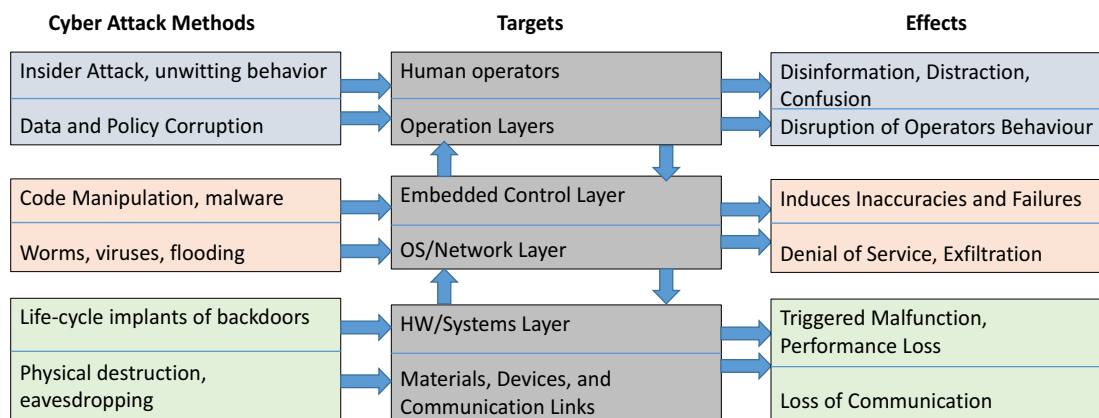 Cyber Attack Methods
Targets
Effects
Insider Attack, unwitting behavior
Human operators
Disinformation, Distraction,
Confusion
Data and Policy Corruption
Operation Layers
Disruption of Operators Behaviour
Code Manipulation, malware
Embedded Control Layer
Induces Inaccuracies and Failures
Worms, viruses, flooding
OS/Network Layer
Denial of Service, Exfiltration
Life-cycle implants of backdoors
HW/Systems Layer
Triggered Malfunction,
Performance Loss
Physical destruction,
eavesdropping
Materials, Devices, and
Communication Links
Loss of Communication